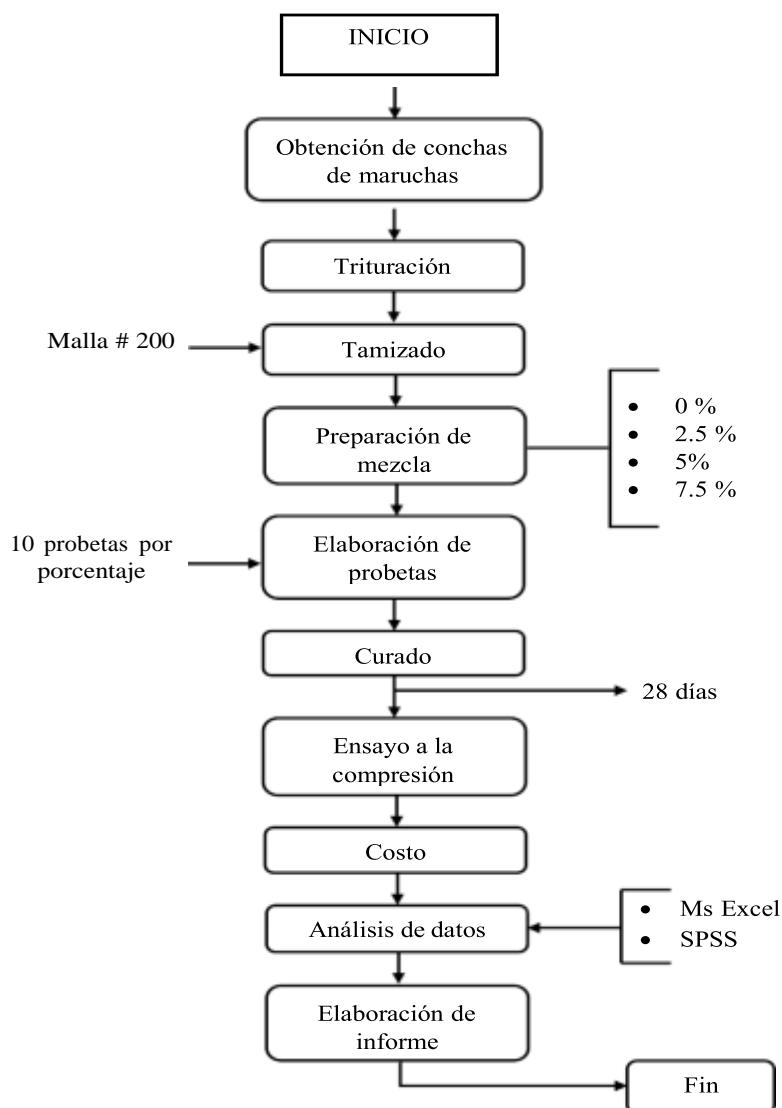 INICIO
Obtención de conchas
de maruchas
Trituración
Malla # 200
Tamizado
Preparación de
mezcla
• 0 %
• 2.5 %
• 5%
• 7.5 %
10 probetas por
porcentaje
Elaboración de
probetas
Curado
28 días
Ensayo a la
compresión
Costo
Análisis de datos
• Ms Excel
• SPSS
Elaboración de
informe
Fin